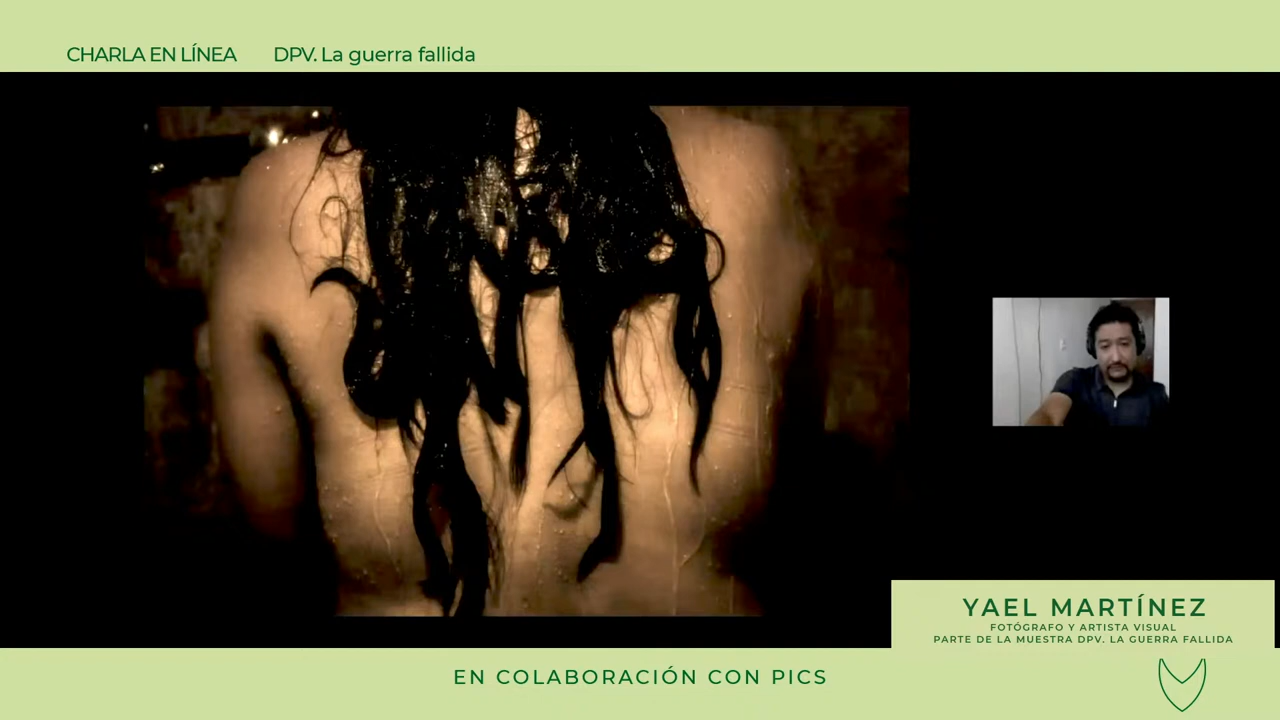 CHARLA EN LÍNEA DPV. La guerra fallida
YAEL MARTÍNEZ
FOTÓGRAFO Y ARTISTA VISUAL
PARTE DE LA MUESTRA DPV. LA GUERRA FALLIDA
EN COLABORACIÓN CON PICS